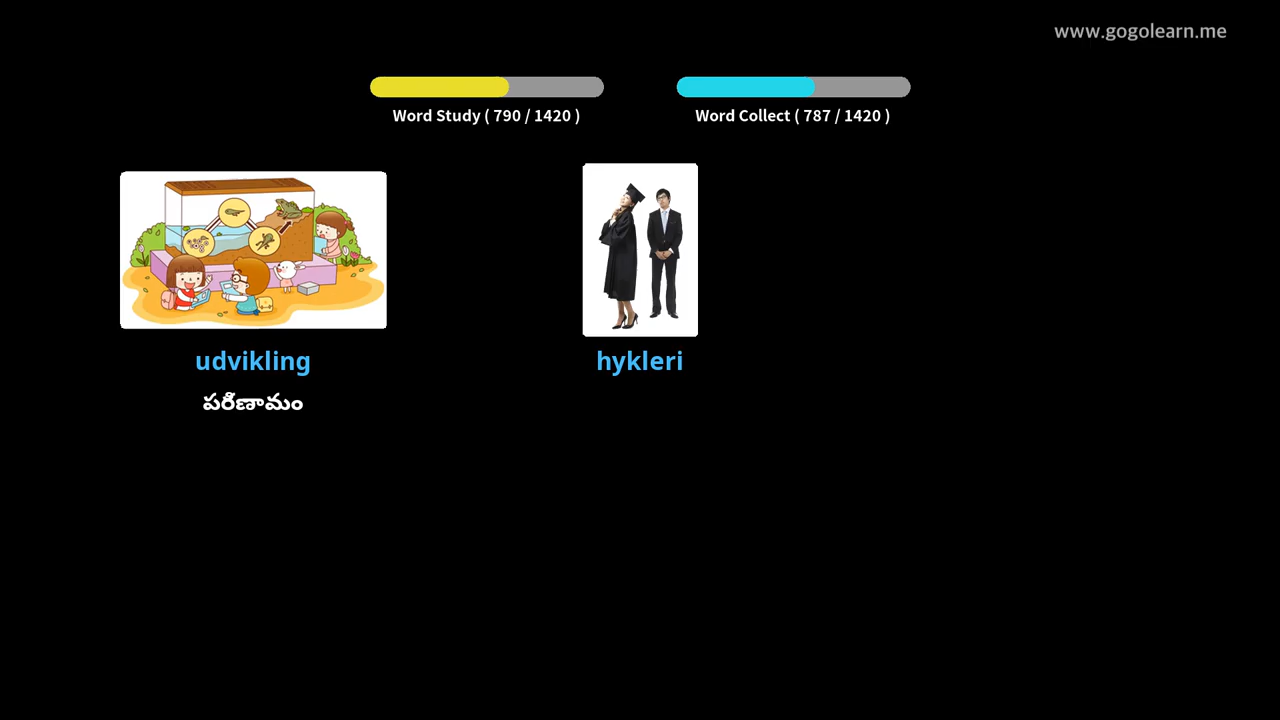 www.gogolearn.me
Word Study ( 790 / 1420 )
Word Collect ( 787 / 1420 )
udvikling
hykleri
పరిణామం